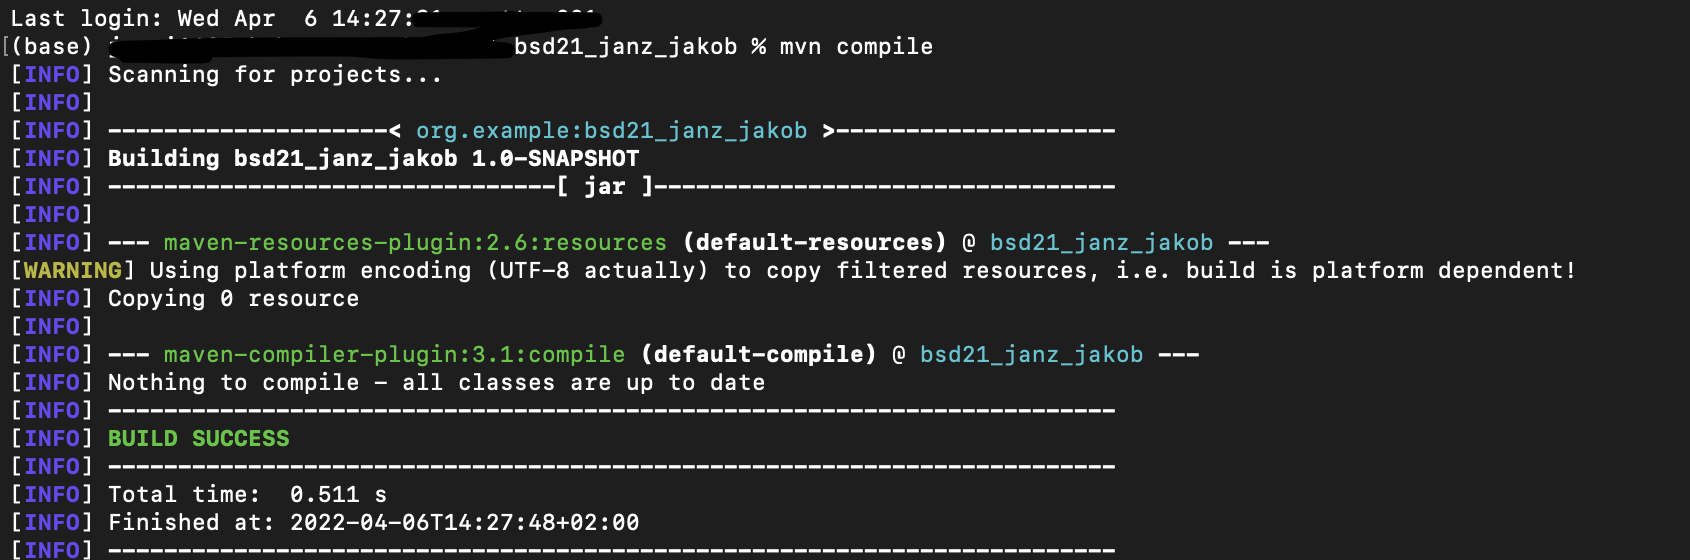 Last login: Wed Apr  6 14:27:
(base) bsd21_janz_jakob % mvn compile
[INFO] Scanning for projects...
[INFO]
[INFO] ----------------------< org.example:bsd21_janz_jakob >--------------------
[INFO] Building bsd21_janz_jakob 1.0-SNAPSHOT
[INFO] --------------------------------[ jar ]---------------------------------
[INFO]
[INFO] --- maven-resources-plugin:2.6:resources (default-resources) @ bsd21_janz_jakob ---
[WARNING] Using platform encoding (UTF-8 actually) to copy filtered resources, i.e. build is platform dependent!
[INFO] Copying 0 resource
[INFO]
[INFO] --- maven-compiler-plugin:3.1:compile (default-compile) @ bsd21_janz_jakob ---
[INFO] Nothing to compile - all classes are up to date
[INFO] ------------------------------------------------------------------------
[INFO] BUILD SUCCESS
[INFO] ------------------------------------------------------------------------
[INFO] Total time:  0.511 s
[INFO] Finished at: 2022-04-06T14:27:48+02:00
[INFO] ------------------------------------------------------------------------